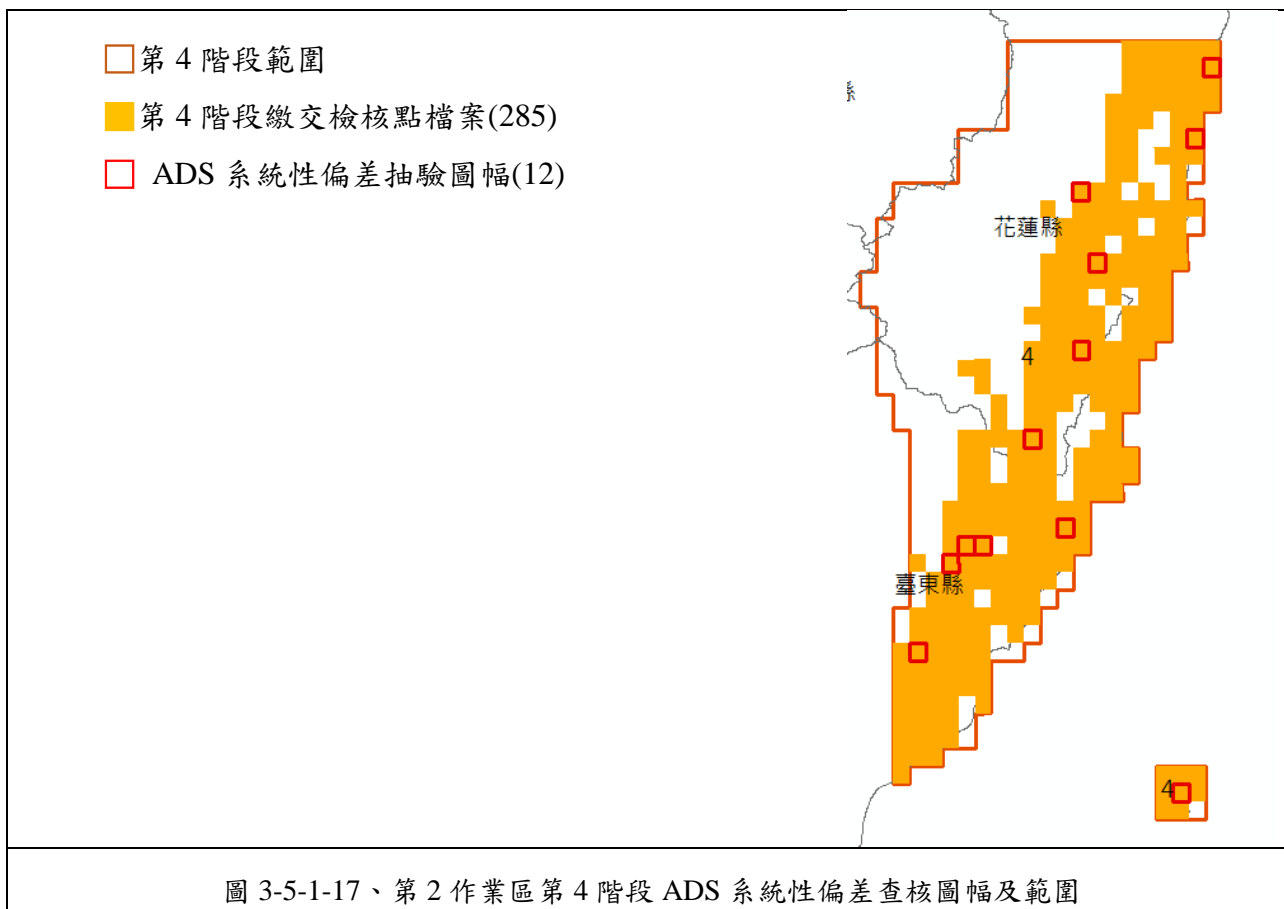 第 4 階段範圍
第 4 階段繳交檢核點檔案(285)
ADS 系統性偏差抽驗圖幅(12)
花蓮縣
4
臺東縣
4
圖 3-5-1-17、第 2 作業區第 4 階段 ADS 系統性偏差查核圖幅及範圍